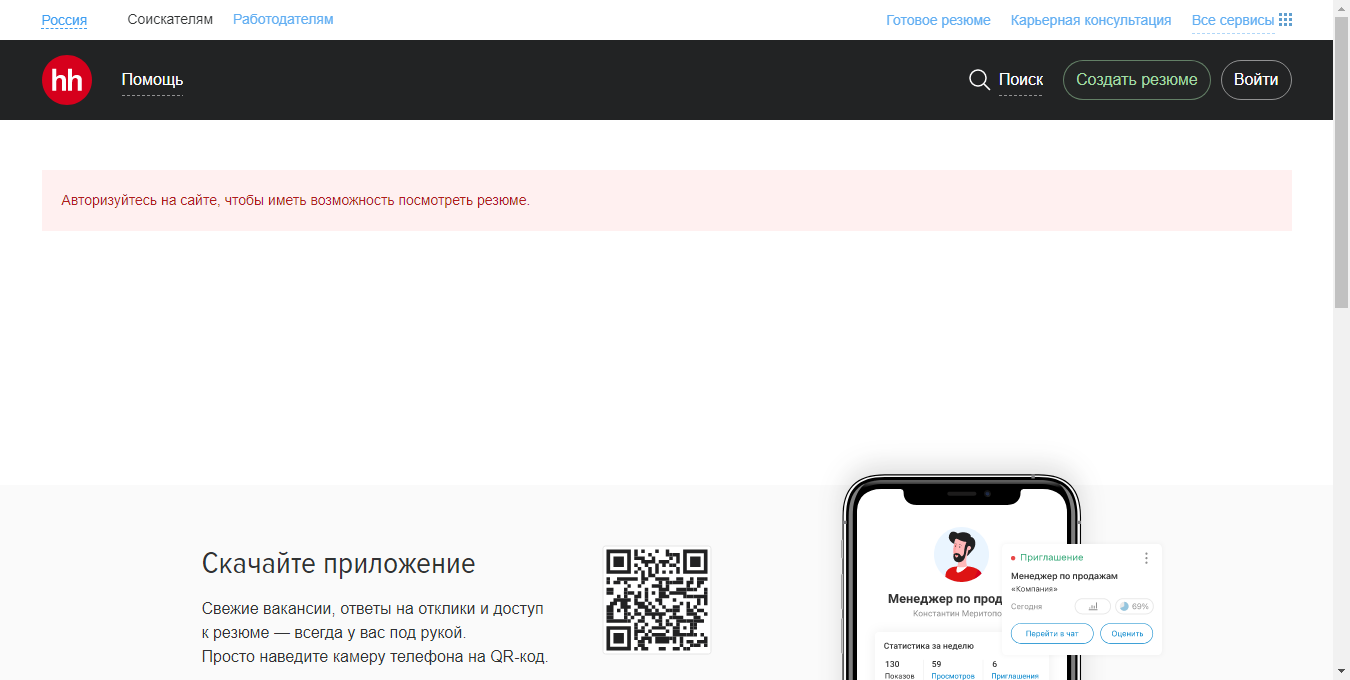 Россия Соискателям Работодателям Готовое резюме Карьерная консультация Все сервисы
hh Помощь Поиск Создать резюме Войти
Авторизуйтесь на сайте, чтобы иметь возможность посмотреть резюме.
Скачайте приложение
Свежие вакансии, ответы на отклики и доступ
к резюме — всегда у вас под рукой.
Просто наведите камеру телефона на QR-код.
Менеджер по прод
Константин Меритопо
Статистика за неделю
130 59 6
Показов Просмотров Приглашения
Приглашение
Менеджер по продажам
«Компания»
Сегодня 69%
Перейти в чат Оценить